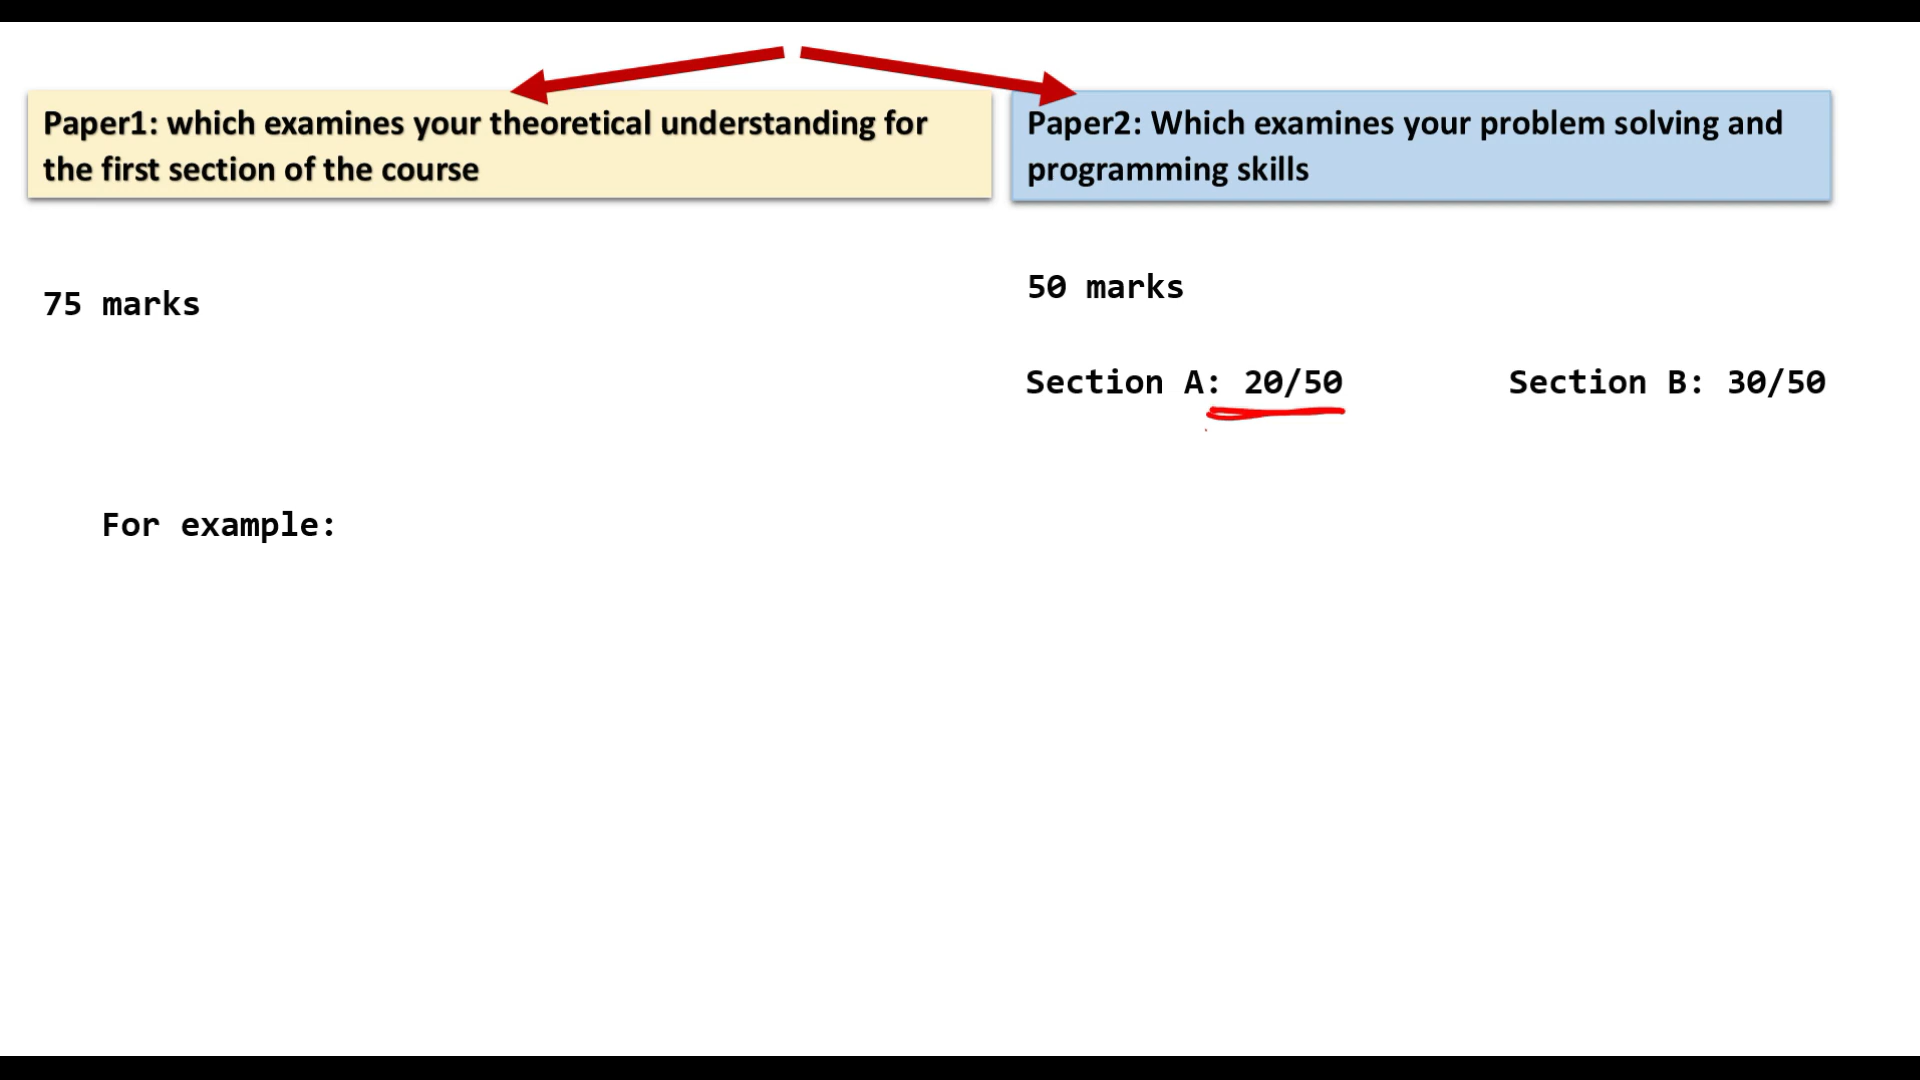 Paper1: which examines your theoretical understanding for
the first section of the course
Paper2: Which examines your problem solving and
programming skills
75 marks
50 marks
Section A: 20/50
Section B: 30/50
For example: